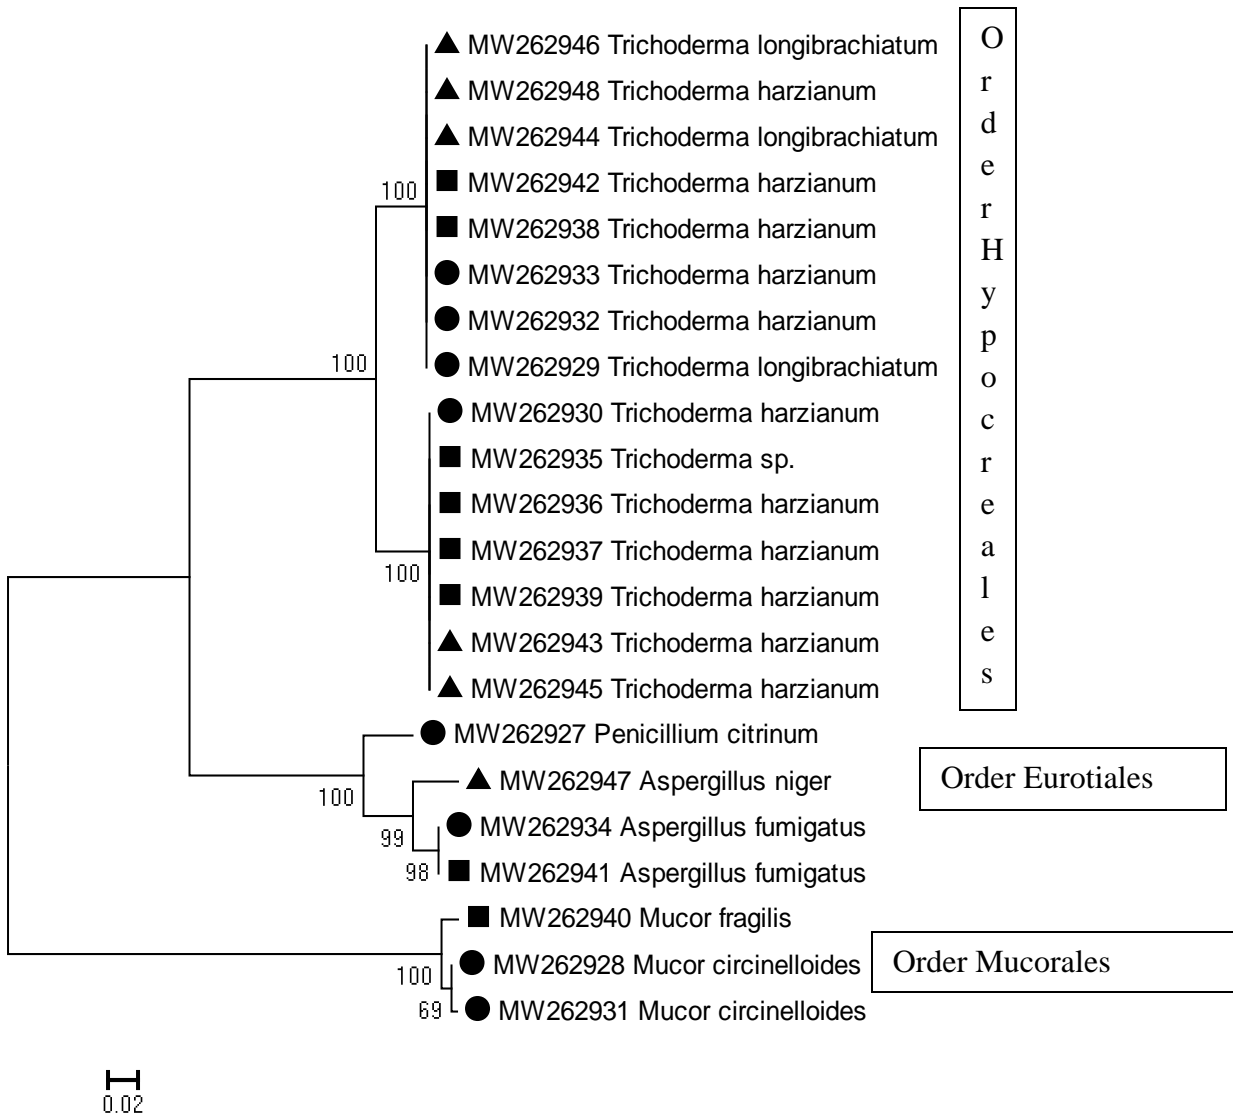 MW262946 Trichoderma longibrachiatum
MW262948 Trichoderma harzianum
MW262944 Trichoderma longibrachiatum
MW262942 Trichoderma harzianum
MW262938 Trichoderma harzianum
MW262933 Trichoderma harzianum
MW262932 Trichoderma harzianum
MW262929 Trichoderma longibrachiatum
MW262930 Trichoderma harzianum
MW262935 Trichoderma sp.
MW262936 Trichoderma harzianum
MW262937 Trichoderma harzianum
MW262939 Trichoderma harzianum
MW262943 Trichoderma harzianum
MW262945 Trichoderma harzianum
MW262927 Penicillium citrinum
MW262947 Aspergillus niger
MW262934 Aspergillus fumigatus
MW262941 Aspergillus fumigatus
MW262940 Mucor fragilis
MW262928 Mucor circinelloides
MW262931 Mucor circinelloides
100
100
100
100
99
98
100
69
0.02
O
r
d
e
r
H
y
p
o
c
r
e
a
l
e
s
Order Eurotiales
Order Mucorales